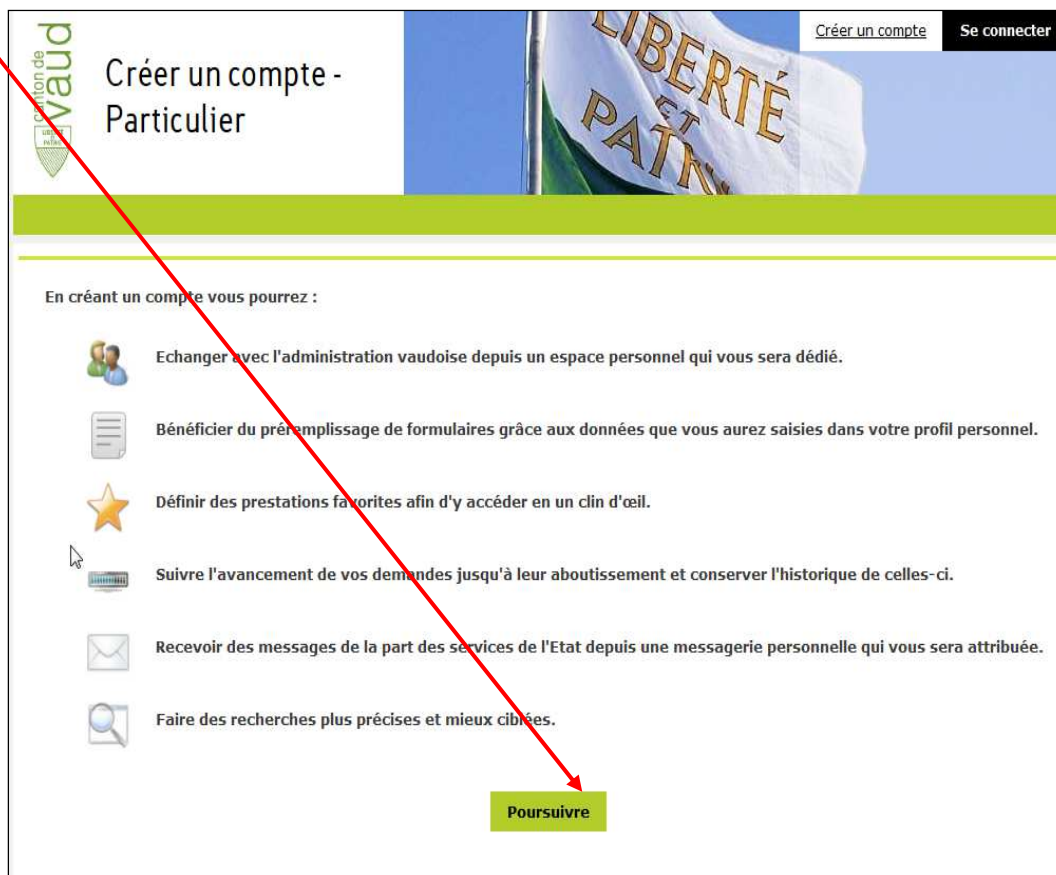 canton de
vaud
LIBERTÉ
ET
PATRIE
Créer un compte -
Particulier
LIBERTÉ
ET
PATRI
Créer un compte
Se connecter
En créant un compte vous pourrez :
Echanger avec l'administration vaudoise depuis un espace personnel qui vous sera dédié.
Bénéficier du préremplissage de formulaires grâce aux données que vous aurez saisies dans votre profil personnel.
Définir des prestations favorites afin d'y accéder en un clin d'œil.
Suivre l'avancement de vos demandes jusqu'à leur aboutissement et conserver l'historique de celles-ci.
Recevoir des messages de la part des services de l'Etat depuis une messagerie personnelle qui vous sera attribuée.
Faire des recherches plus précises et mieux ciblées.
Poursuivre